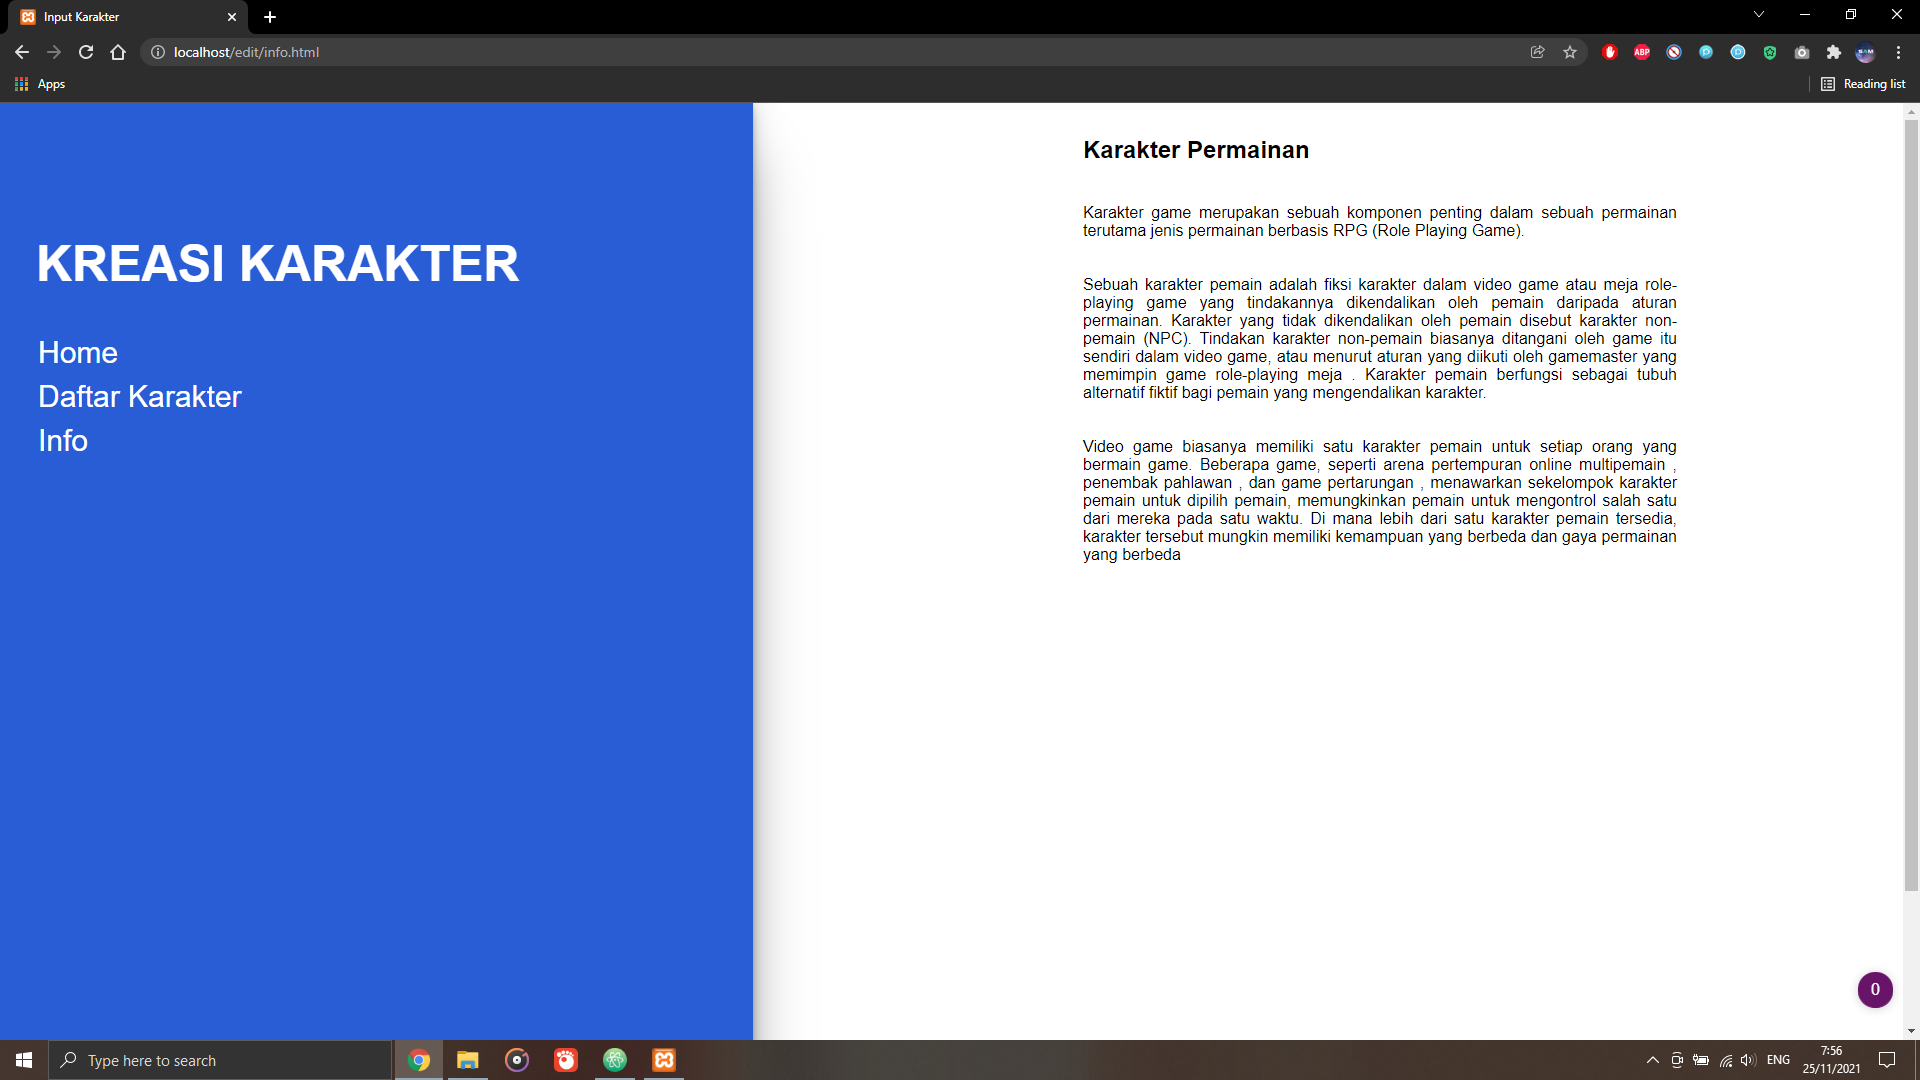 Input Karakter
localhost/edit/info.html
ABP
Apps
Reading list
KREASI KARAKTER
Home
Daftar Karakter
Info
Karakter Permainan
Karakter game merupakan sebuah komponen penting dalam sebuah permainan
terutama jenis permainan berbasis RPG (Role Playing Game).
Sebuah karakter pemain adalah fiksi karakter dalam video game atau meja role-
playing game yang tindakannya dikendalikan oleh pemain daripada aturan
permainan. Karakter yang tidak dikendalikan oleh pemain disebut karakter non-
pemain (NPC). Tindakan karakter non-pemain biasanya ditangani oleh game itu
sendiri dalam video game, atau menurut aturan yang diikuti oleh gamemaster yang
memimpin game role-playing meja . Karakter pemain berfungsi sebagai tubuh
alternatif fiktif bagi pemain yang mengendalikan karakter.
Video game biasanya memiliki satu karakter pemain untuk setiap orang yang
bermain game. Beberapa game, seperti arena pertempuran online multipemain ,
penembak pahlawan , dan game pertarungan , menawarkan sekelompok karakter
pemain untuk dipilih pemain, memungkinkan pemain untuk mengontrol salah satu
dari mereka pada satu waktu. Di mana lebih dari satu karakter pemain tersedia,
karakter tersebut mungkin memiliki kemampuan yang berbeda dan gaya permainan
yang berbeda
0
Type here to search
ENG
7:56
25/11/2021